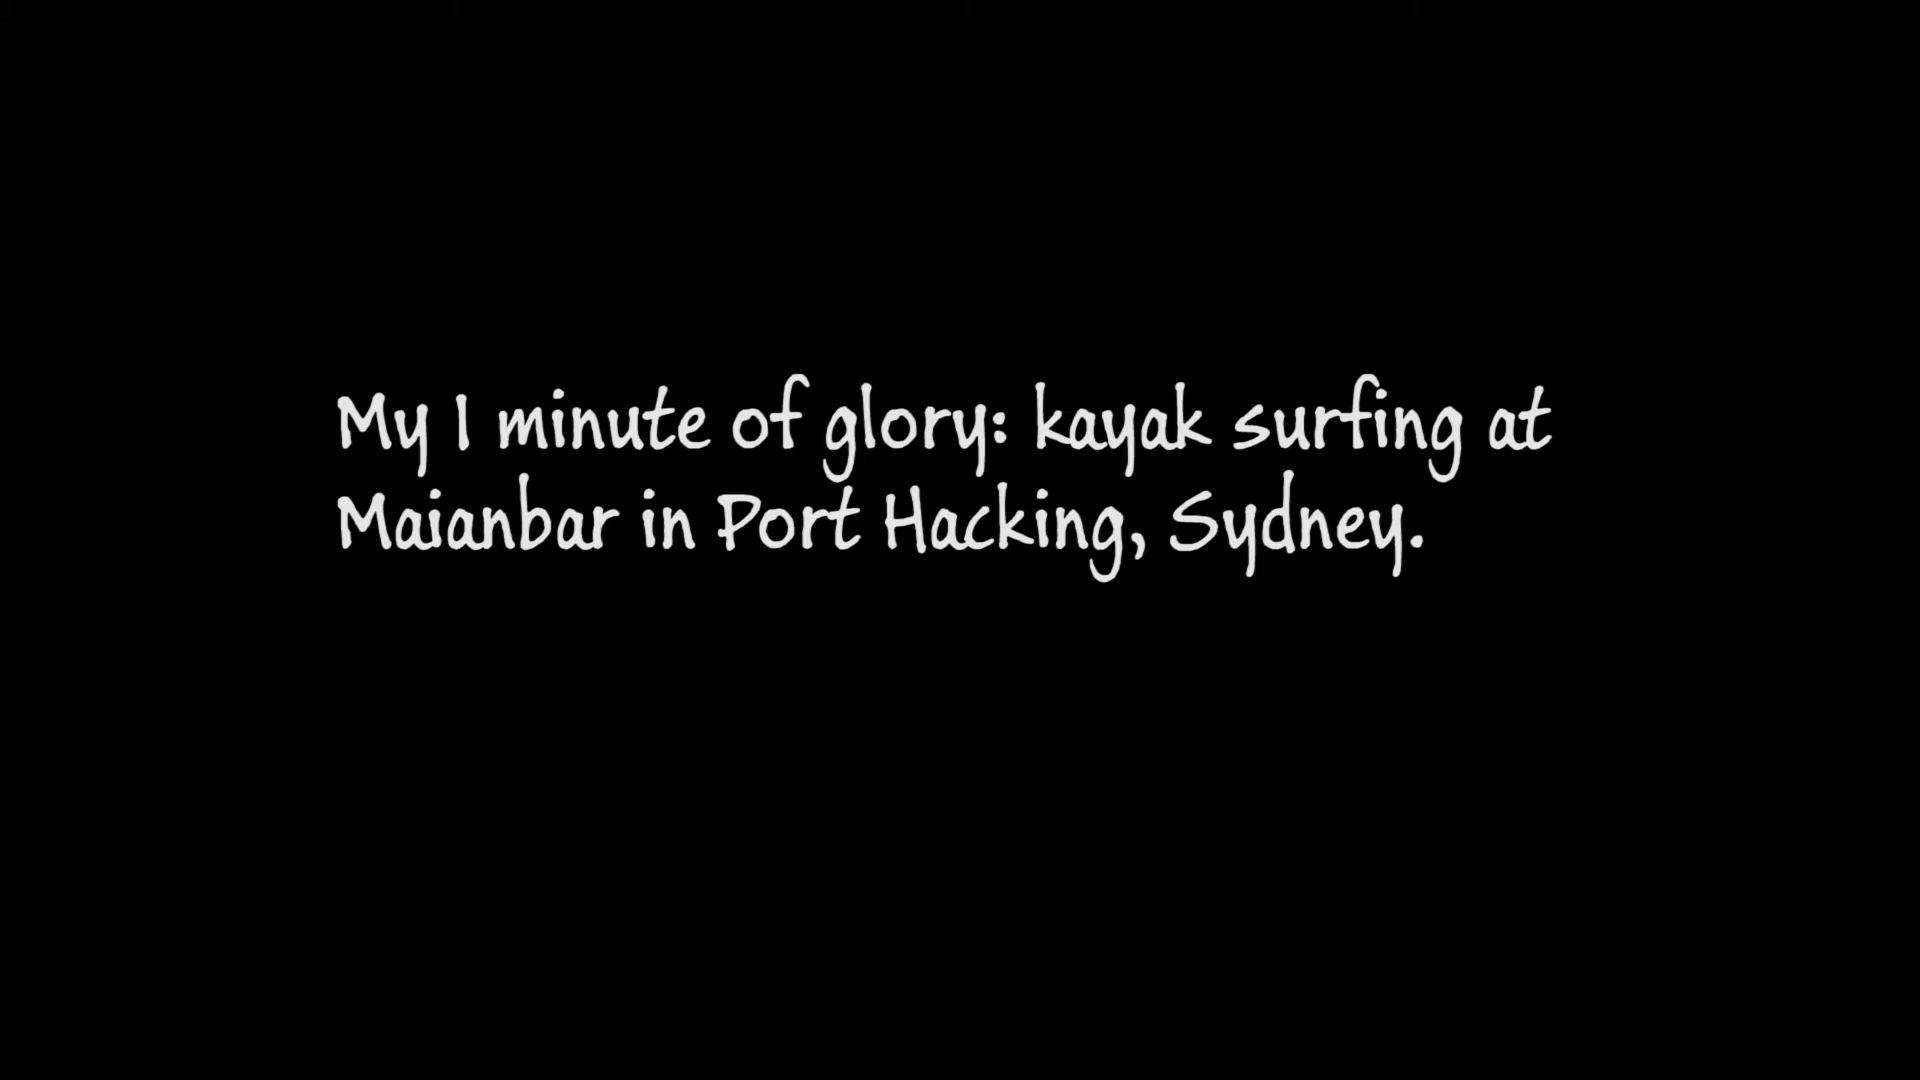 My 1 minute of glory: kayak surfing at
Maianbar in Port Hacking, Sydney.